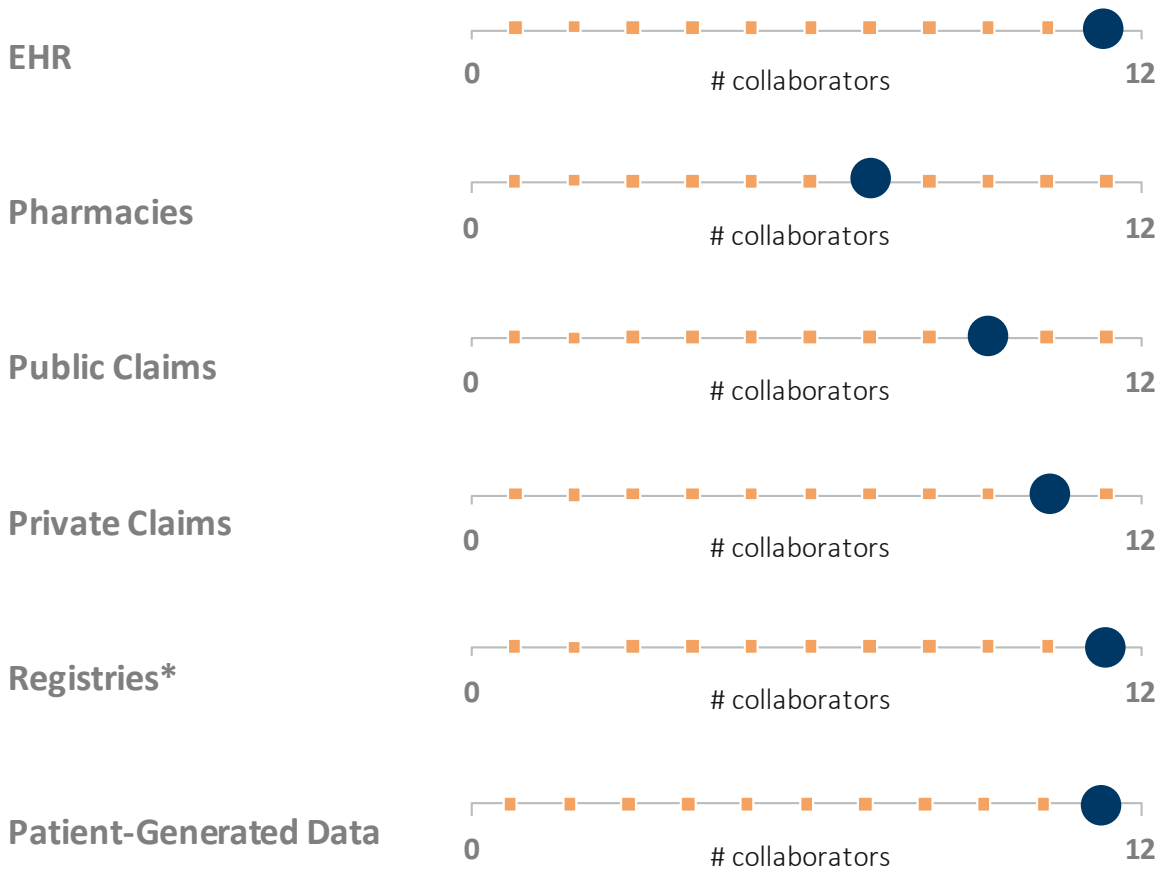 EHR
0
# collaborators
12
Pharmacies
0
# collaborators
12
Public Claims
0
# collaborators
12
Private Claims
0
# collaborators
12
Registries*
0
# collaborators
12
Patient-Generated Data
0
# collaborators
12